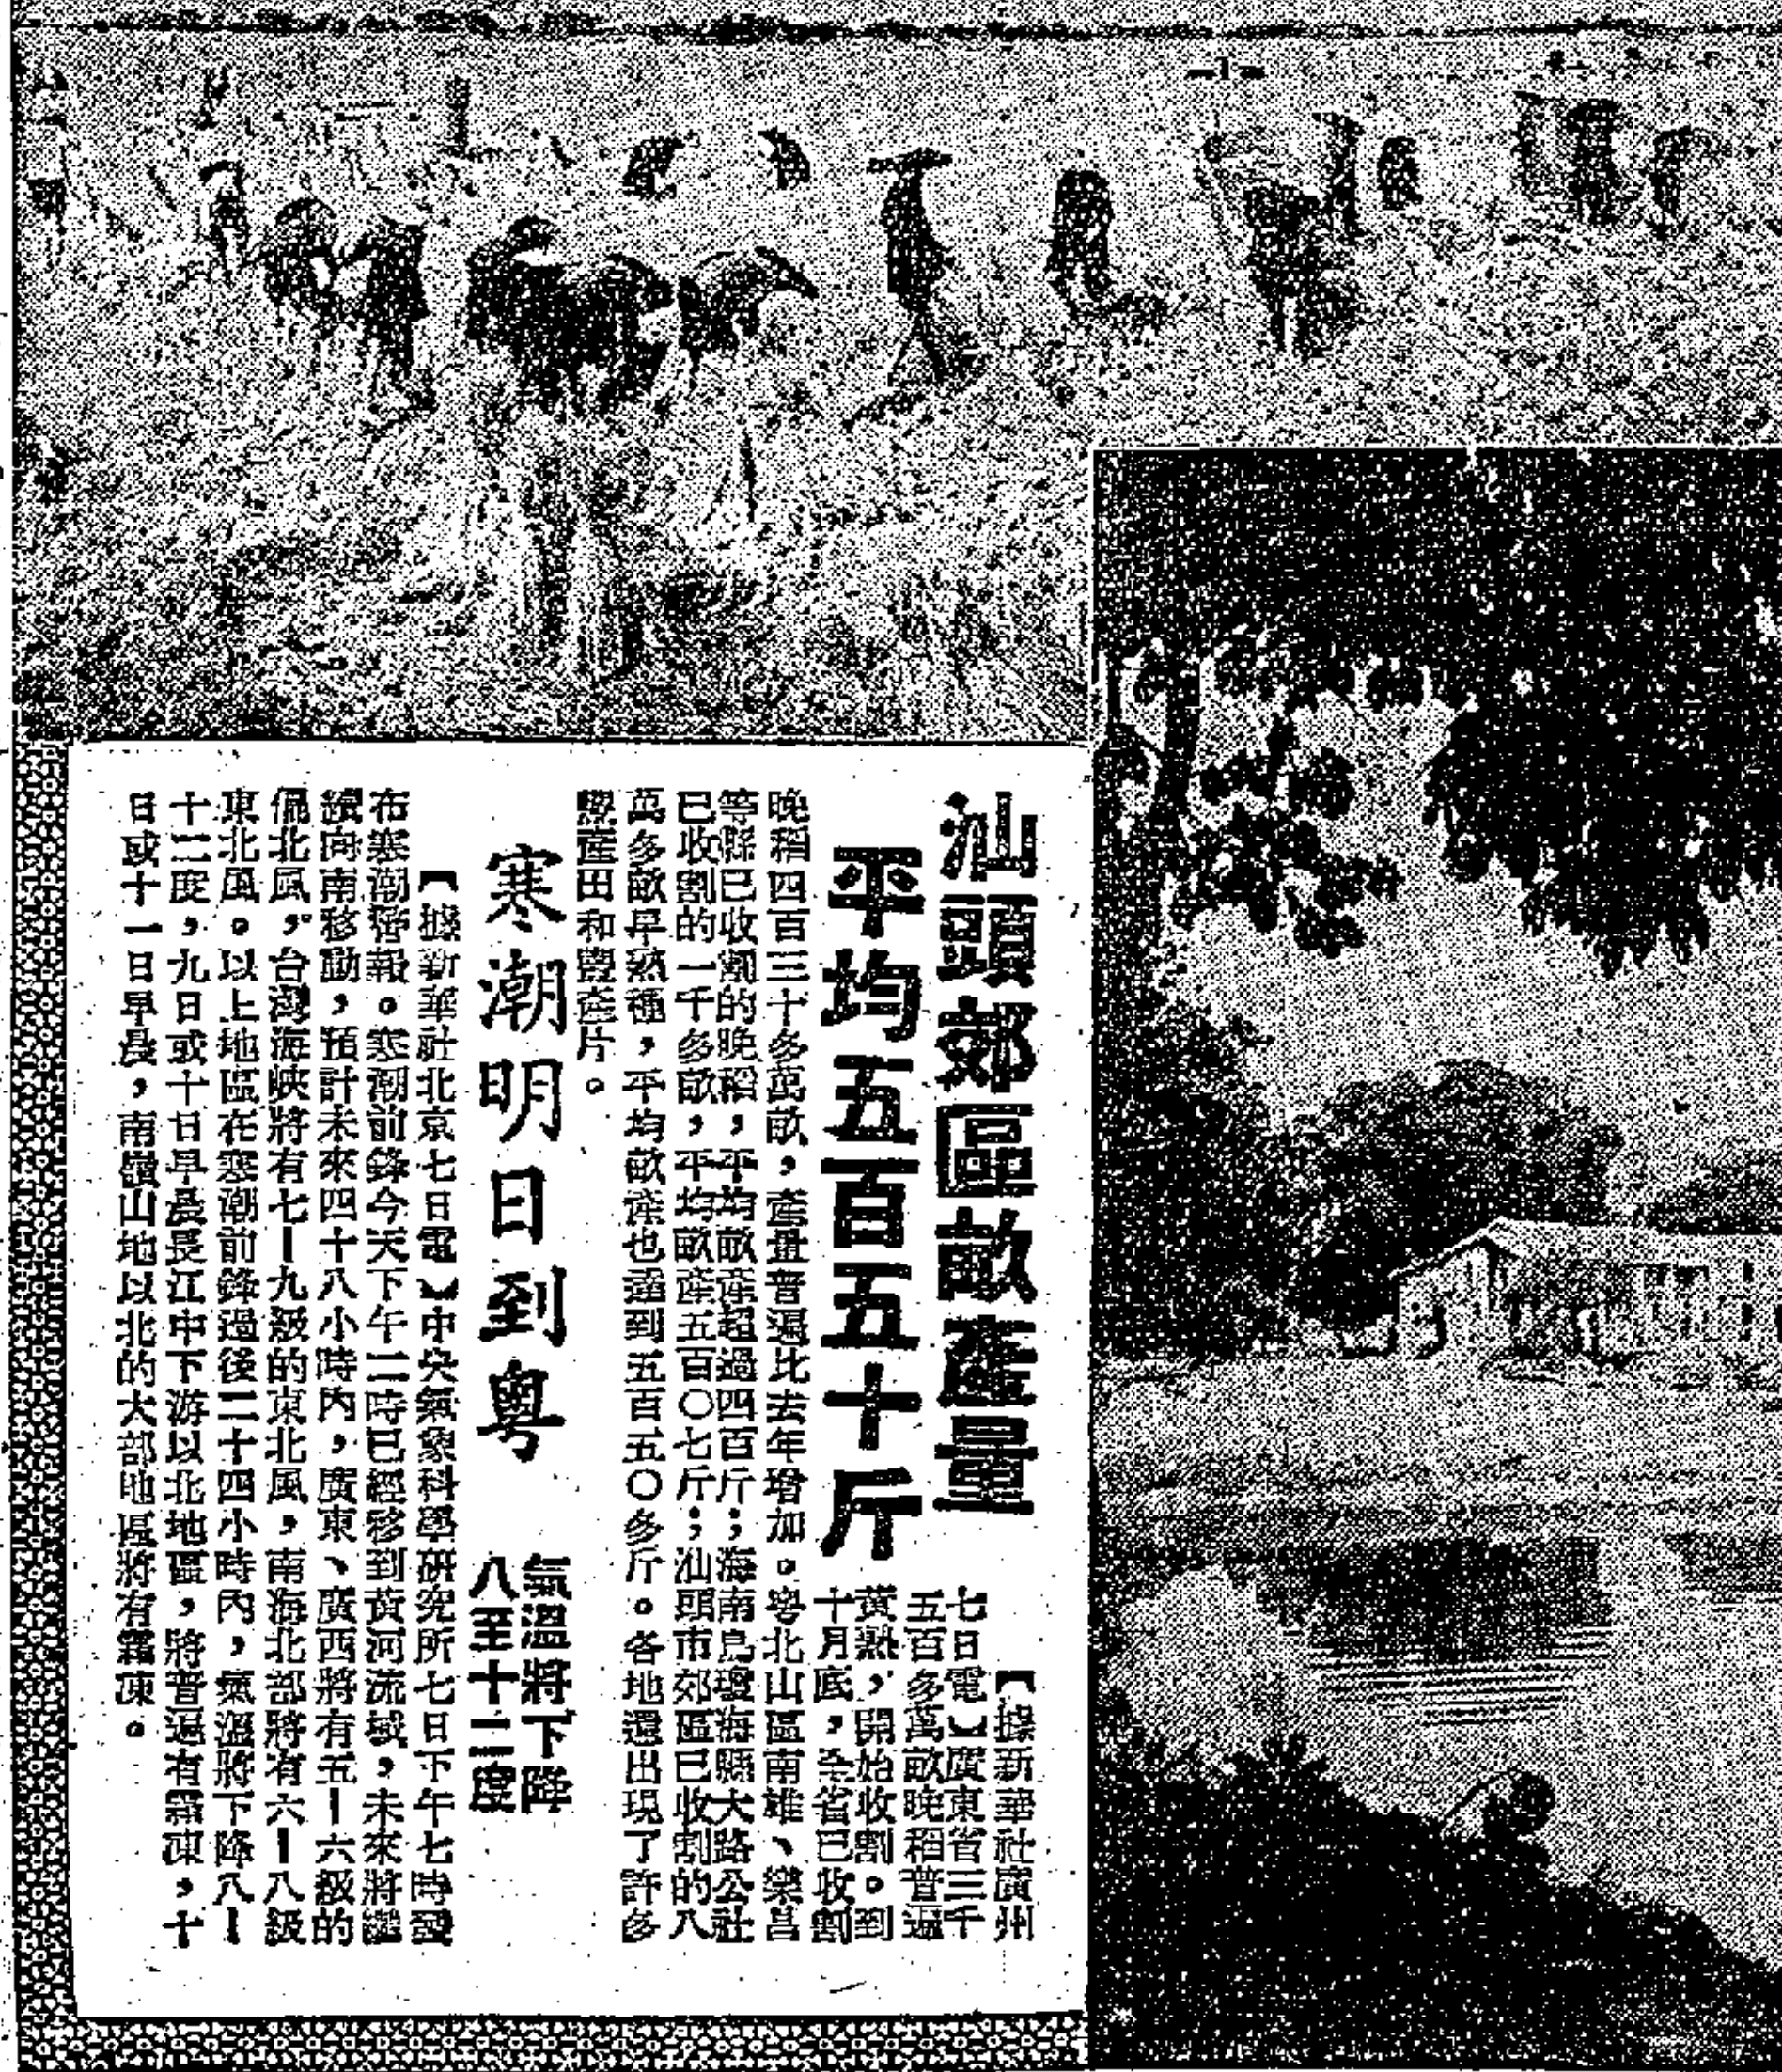 汕頭郊區畝產量
平均五百五十斤
【據新華社廣州
七日電】廣東省三千
五百多萬畝晚稻普遍
黃熟，開始收割。到
十月底，全省已收割
晚稻四百三十多萬畝，產量普遍比去年增加。粵北山區南雄、樂昌
等縣已收割的晚稻，平均畝產超過四百斤；海南島瓊海縣大路公社
已收割的一千多畝，平均畝產五百〇七斤；汕頭市郊區已收割的八
萬多畝早熟種，平均畝產也達到五百五〇多斤。各地還出現了許多
產田和豐產片。
寒潮明日到粵
氣溫將下降
八至十二度
【據新華社北京七日電】中央氣象科學研究所七日下午七時發
布寒潮警報。寒潮前鋒今天下午二時已經移到黃河流域，未來將繼
續向南移動，預計未來四十八小時內，廣東、廣西將有五—六級的
偏北風，台灣海峽將有七—九級的東北風，南海北部將有六—八級
東北風。以上地區在寒潮前鋒過後二十四小時內，氣溫將下降八—
十二度，九日或十日早晨長江中下游以北地區，將普遍有霜凍，十
日或十一日早晨，南嶺山地以北的大部地區將有霜凍。